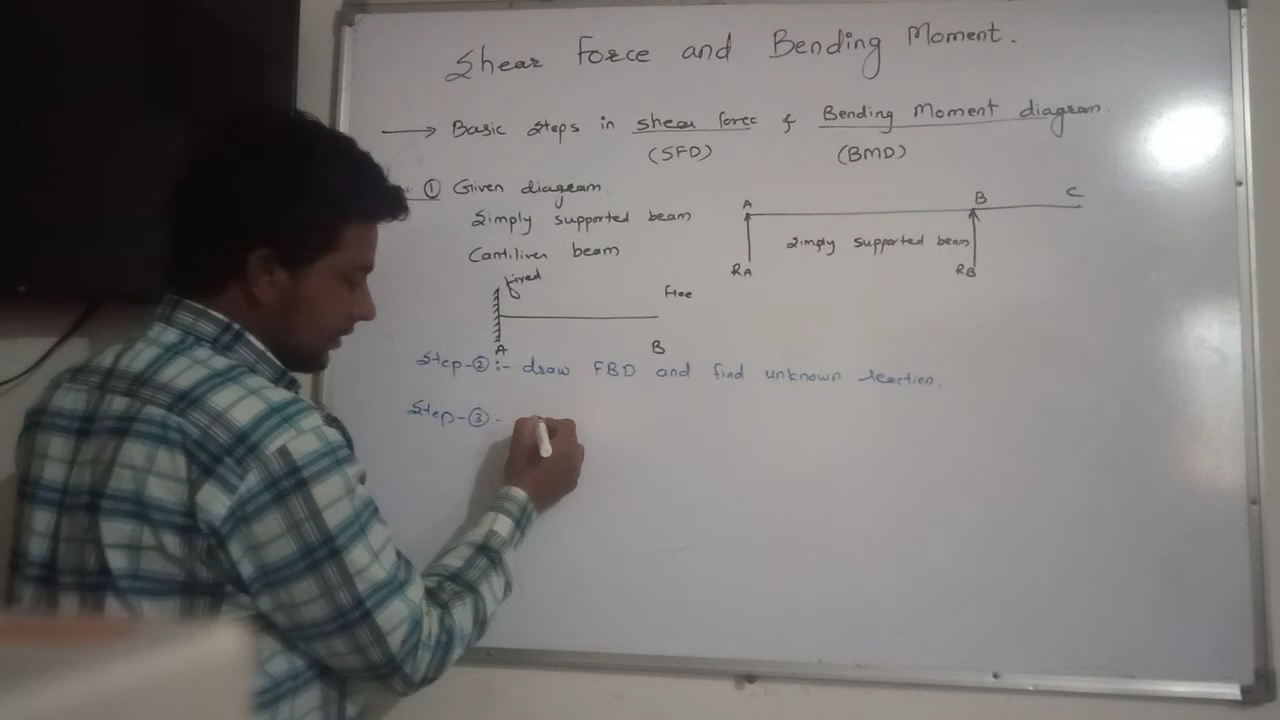 Shear Force and Bending Moment.
→ Basic Steps in shear force & Bending Moment diagram
(SFD) (BMD)
① Given diagram.
Simply supported beam
Cantiliver beam
fixed Free
A B
A B C
Simply supported beam
RA RB
Step-②:- draw FBD and find unknown reaction.
Step-③:-